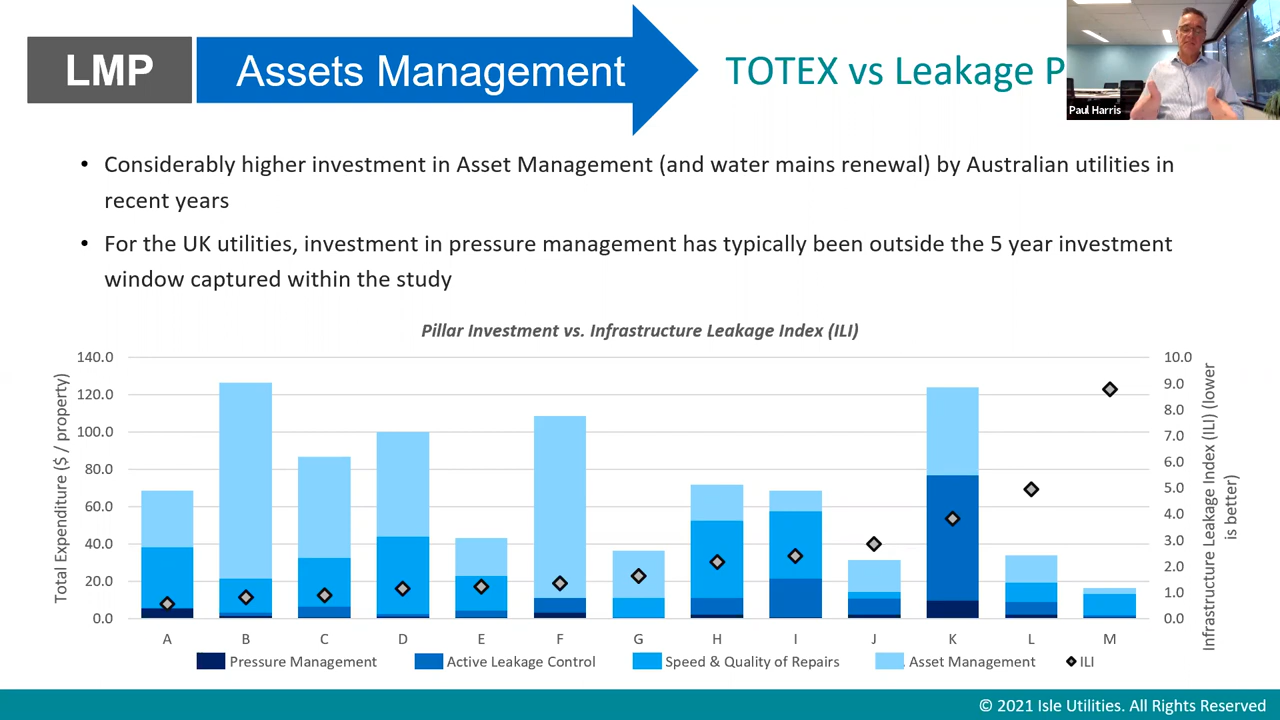 LMP
Assets Management
TOTEX vs Leakage P
Paul Harris
• Considerably higher investment in Asset Management (and water mains renewal) by Australian utilities in
recent years
• For the UK utilities, investment in pressure management has typically been outside the 5 year investment
window captured within the study
Pillar Investment vs. Infrastructure Leakage Index (ILI)
Total Expenditure ($ / property)
140.0
120.0
100.0
80.0
60.0
40.0
20.0
0.0
10.0
9.0
8.0
7.0
6.0
5.0
4.0
3.0
2.0
1.0
0.0
Infrastructure Leakage Index (ILI) (lower
is better)
A B C D E F G H I J K L M
Pressure Management Active Leakage Control Speed & Quality of Repairs Asset Management ILI
© 2021 Isle Utilities. All Rights Reserved